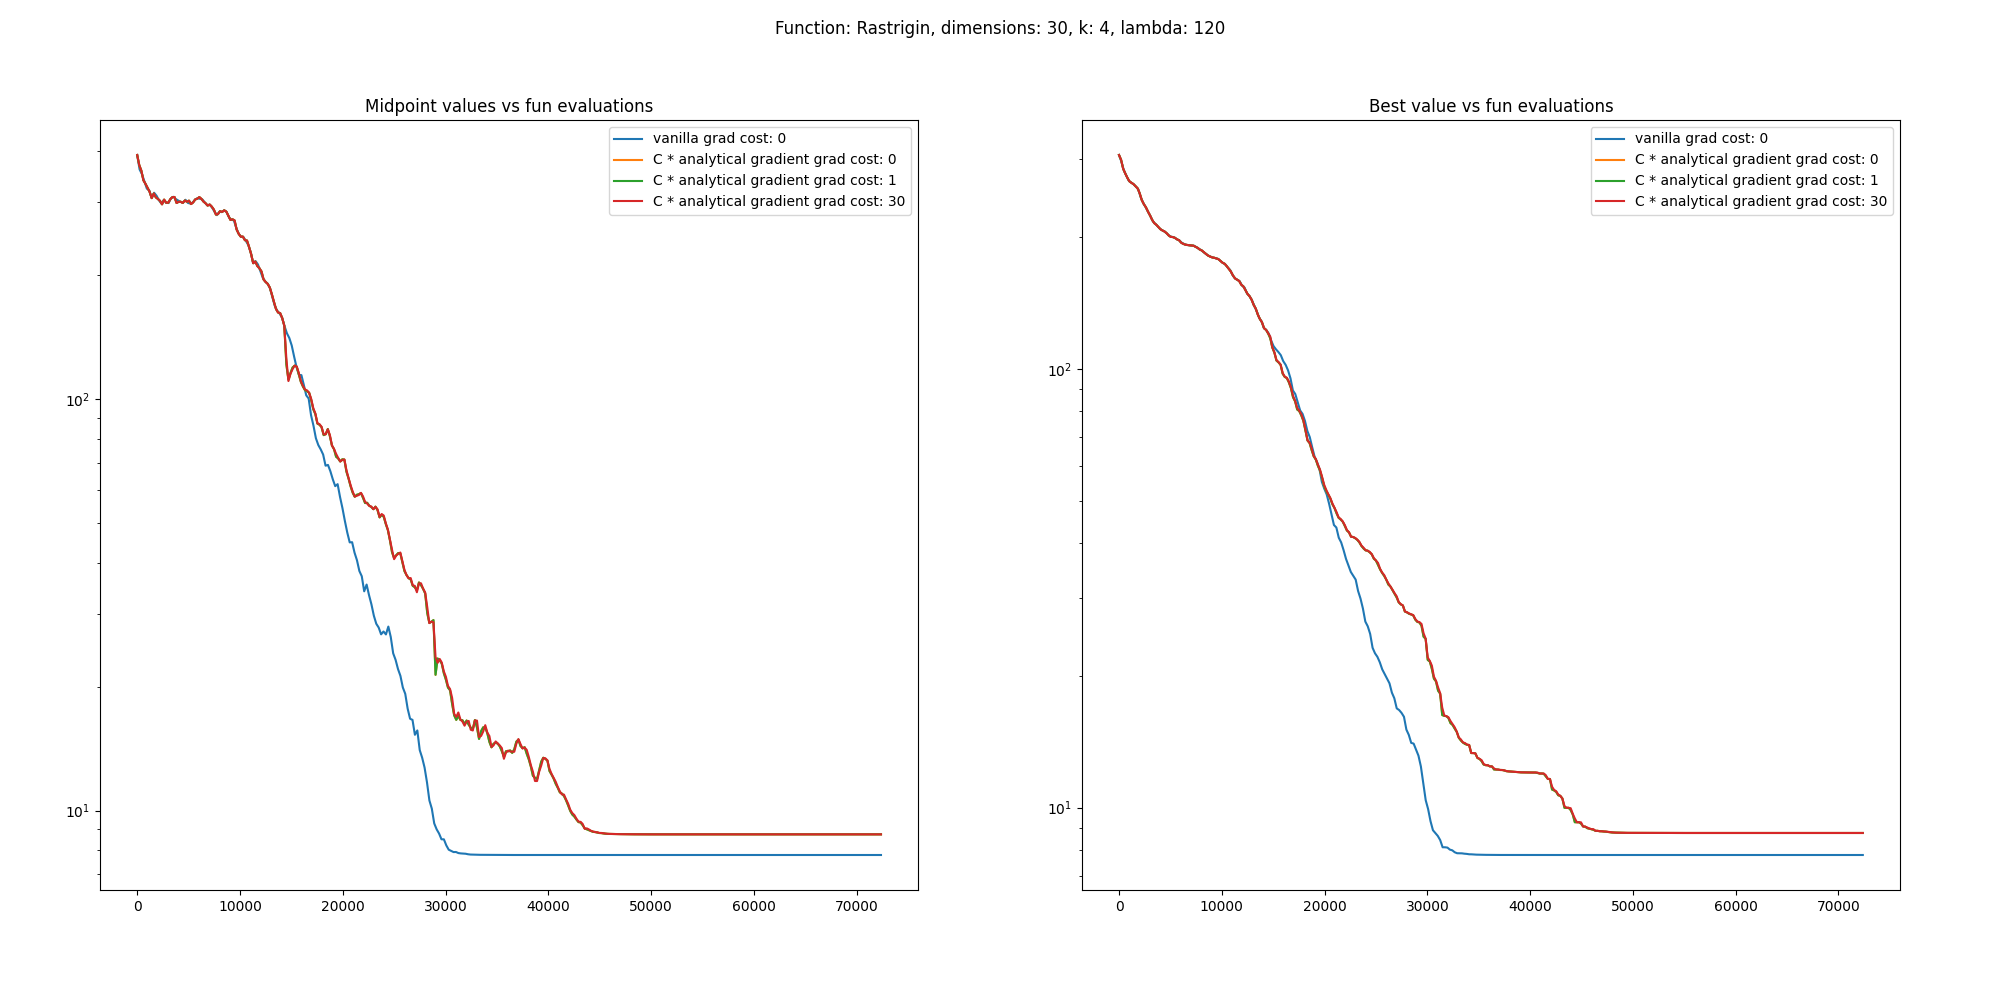 Function: Rastrigin, dimensions: 30, k: 4, lambda: 120
Midpoint values vs fun evaluations
vanilla grad cost: 0
C * analytical gradient grad cost: 0
C * analytical gradient grad cost: 1
C * analytical gradient grad cost: 30
10²
10¹
0 10000 20000 30000 40000 50000 60000 70000
Best value vs fun evaluations
vanilla grad cost: 0
C * analytical gradient grad cost: 0
C * analytical gradient grad cost: 1
C * analytical gradient grad cost: 30
10²
10¹
0 10000 20000 30000 40000 50000 60000 70000